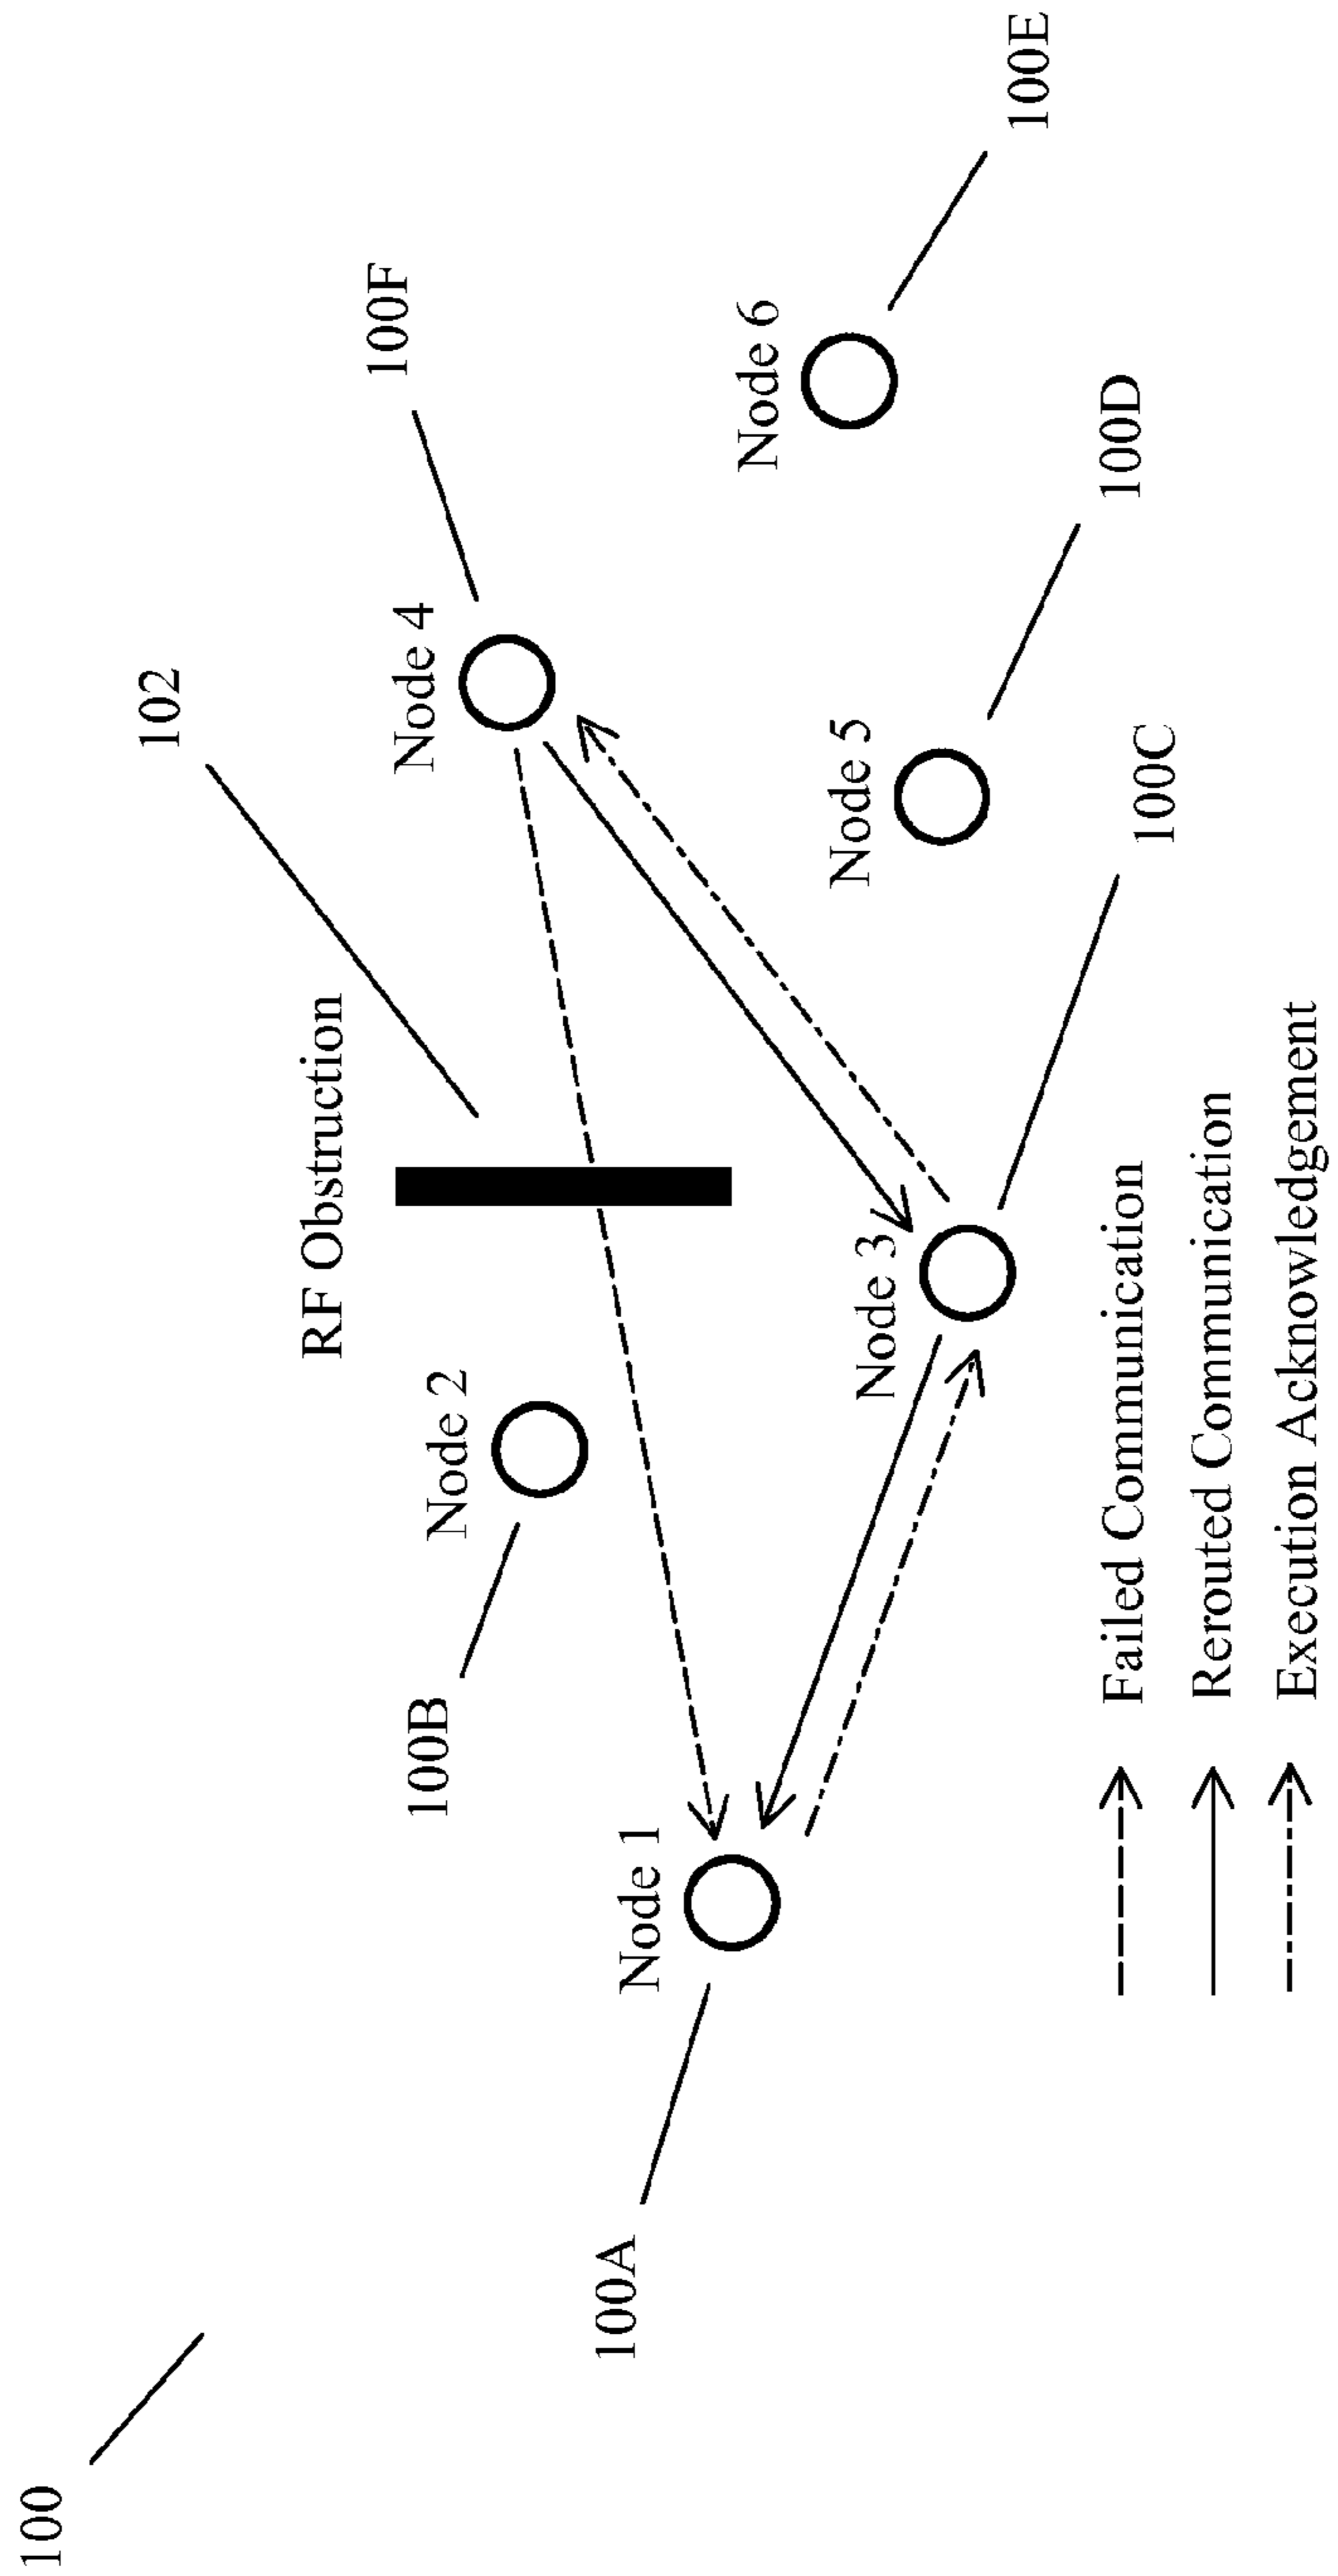 100
102
RF Obstruction
100F
Node 4
Node 2
100B
Node 1
100A
Node 6
100E
Node 5
100D
Node 3
100C
Failed Communication
Rerouted Communication
Execution Acknowledgement